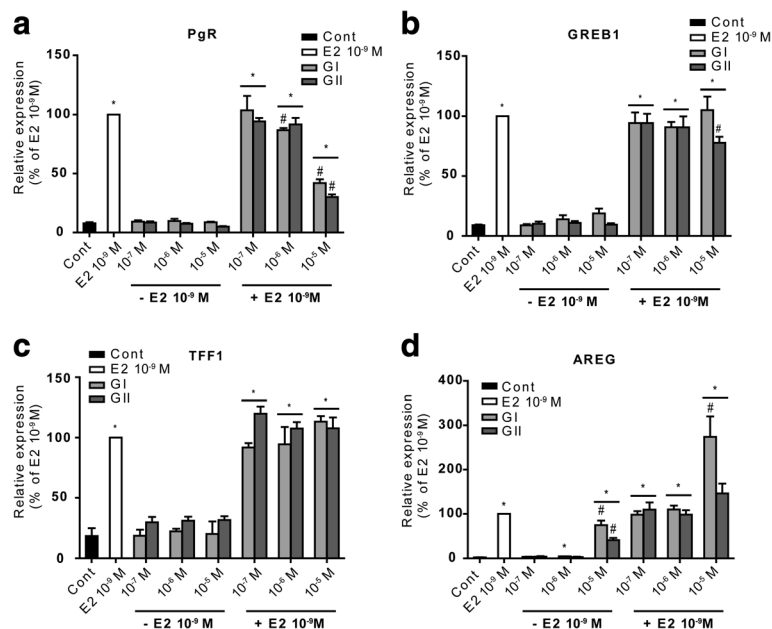 a
PgR
Cont
E2 10⁻⁹ M
GI
GII
Relative expression
(% of E2 10⁻⁹M)
150
100
50
0
*
*
*
#
*
#
#
Cont
E2 10⁻⁹ M
10⁻⁷ M
10⁻⁶ M
10⁻⁵ M
10⁻⁷ M
10⁻⁶ M
10⁻⁵ M
- E2 10⁻⁹ M
+ E2 10⁻⁹M
b
GREB1
Cont
E2 10⁻⁹ M
GI
GII
Relative expression
(% of E2 10⁻⁹M)
150
100
50
0
*
*
*
*
#
Cont
E2 10⁻⁹ M
10⁻⁷ M
10⁻⁶ M
10⁻⁵ M
10⁻⁷ M
10⁻⁶ M
10⁻⁵ M
- E2 10⁻⁹ M
+ E2 10⁻⁹M
c
TFF1
Cont
E2 10⁻⁹ M
GI
GII
Relative expression
(% of E2 10⁻⁹M)
150
100
50
0
*
*
*
*
Cont
E2 10⁻⁹ M
10⁻⁷ M
10⁻⁶ M
10⁻⁵ M
10⁻⁷ M
10⁻⁶ M
10⁻⁵ M
- E2 10⁻⁹ M
+ E2 10⁻⁹M
d
AREG
Cont
E2 10⁻⁹ M
GI
GII
Relative expression
(% of E2 10⁻⁹M)
400
300
200
100
0
*
*
*
#
#
*
*
*
#
Cont
E2 10⁻⁹ M
10⁻⁷ M
10⁻⁶ M
10⁻⁵ M
10⁻⁷ M
10⁻⁶ M
10⁻⁵ M
- E2 10⁻⁹ M
+ E2 10⁻⁹M